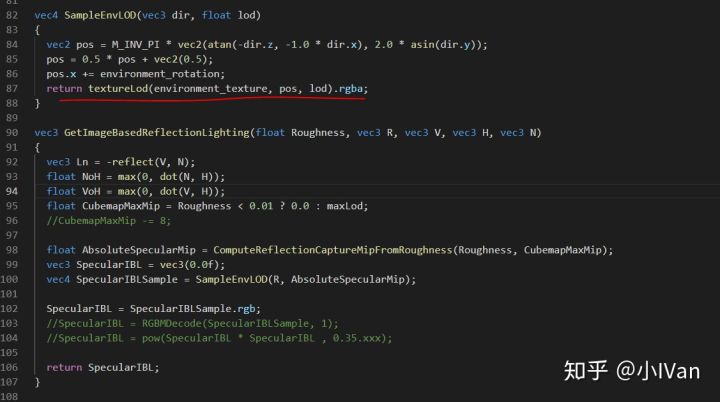 81
82 vec4 SampleEnvLOD(vec3 dir, float lod)
83 {
84 vec2 pos = M_INV_PI * vec2(atan(-dir.z, -1.0 * dir.x), 2.0 * asin(dir.y));
85 pos = 0.5 * pos + vec2(0.5);
86 pos.x += environment_rotation;
87 return textureLod(environment_texture, pos, lod).rgba;
88 }
89
90 vec3 GetImageBasedReflectionLighting(float Roughness, vec3 R, vec3 V, vec3 H, vec3 N)
91 {
92 vec3 Ln = -reflect(V, N);
93 float NoH = max(0, dot(N, H));
94 float VoH = max(0, dot(V, H));
95 float CubemapMaxMip = Roughness < 0.01 ? 0.0 : maxLod;
96 //CubemapMaxMip -= 8;
97
98 float AbsoluteSpecularMip = ComputeReflectionCaptureMipFromRoughness(Roughness, CubemapMaxMip);
99 vec3 SpecularIBL = vec3(0.0f);
100 vec4 SpecularIBLSample = SampleEnvLOD(R, AbsoluteSpecularMip);
101
102 SpecularIBL = SpecularIBLSample.rgb;
103 //SpecularIBL = RGBMDecode(SpecularIBLSample, 1);
104 //SpecularIBL = pow(SpecularIBL * SpecularIBL , 0.35.xxx);
105
106 return SpecularIBL;
107 }
108
知乎 @小IVan